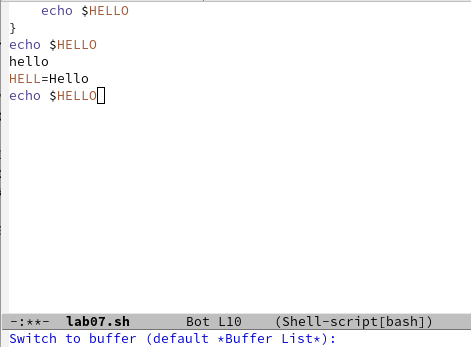 echo $HELLO
}
echo $HELLO
hello
HELL=Hello
echo $HELLO
-:**-  lab07.sh       Bot L10    (Shell-script[bash])
Switch to buffer (default *Buffer List*):